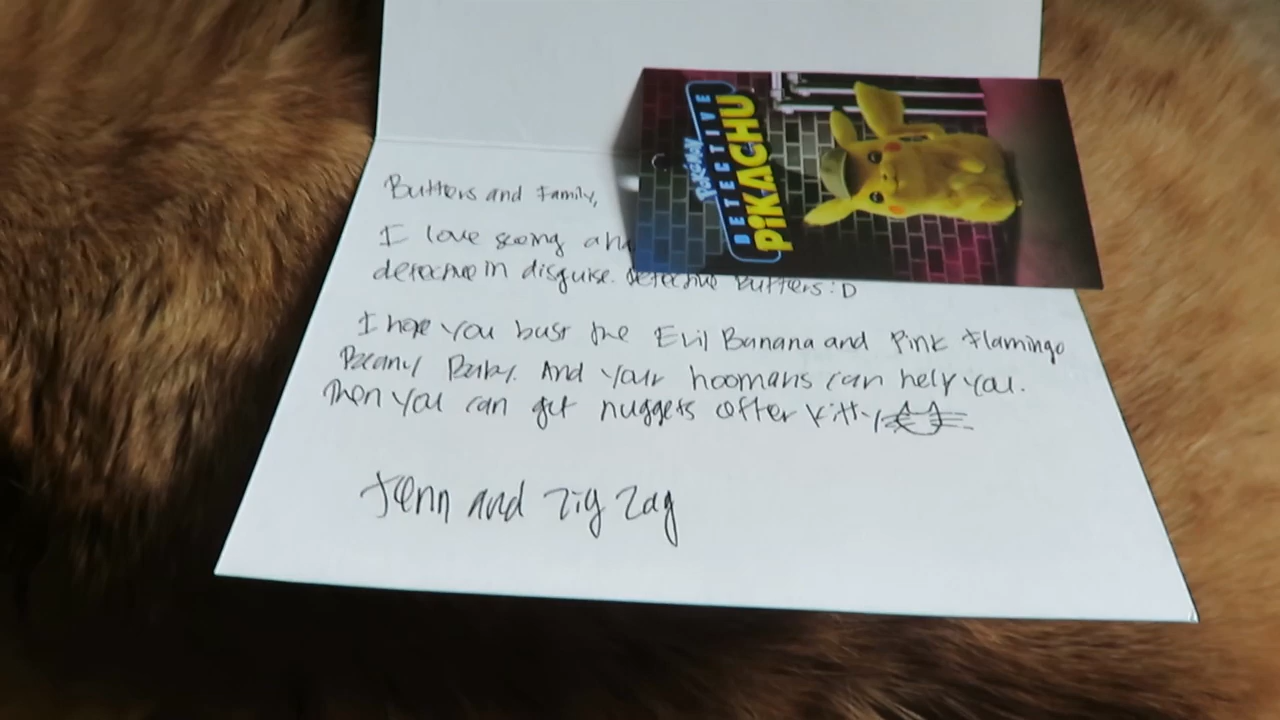 Butters and Family,
I love seeing
detective in disguise. Detective Butters :D
I hope you bust the Evil Banana and Pink Flamingo
And your hoomans can help you.
Then you can get nuggets after kitty
Jenn and Zig Zag
POKÉMON
DETECTIVE
PIKACHU